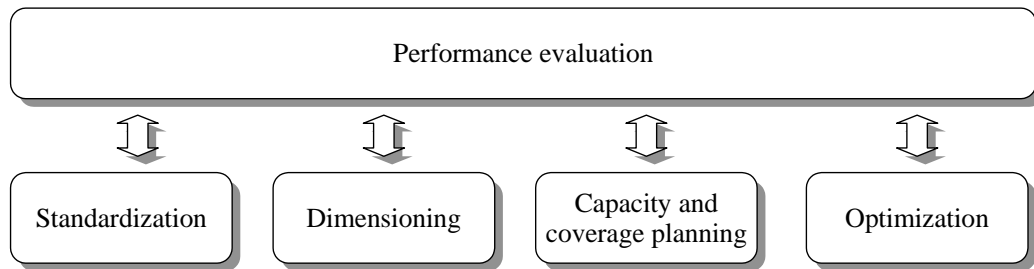 Performance evaluation
Standardization
Dimensioning
Capacity and
coverage planning
Optimization